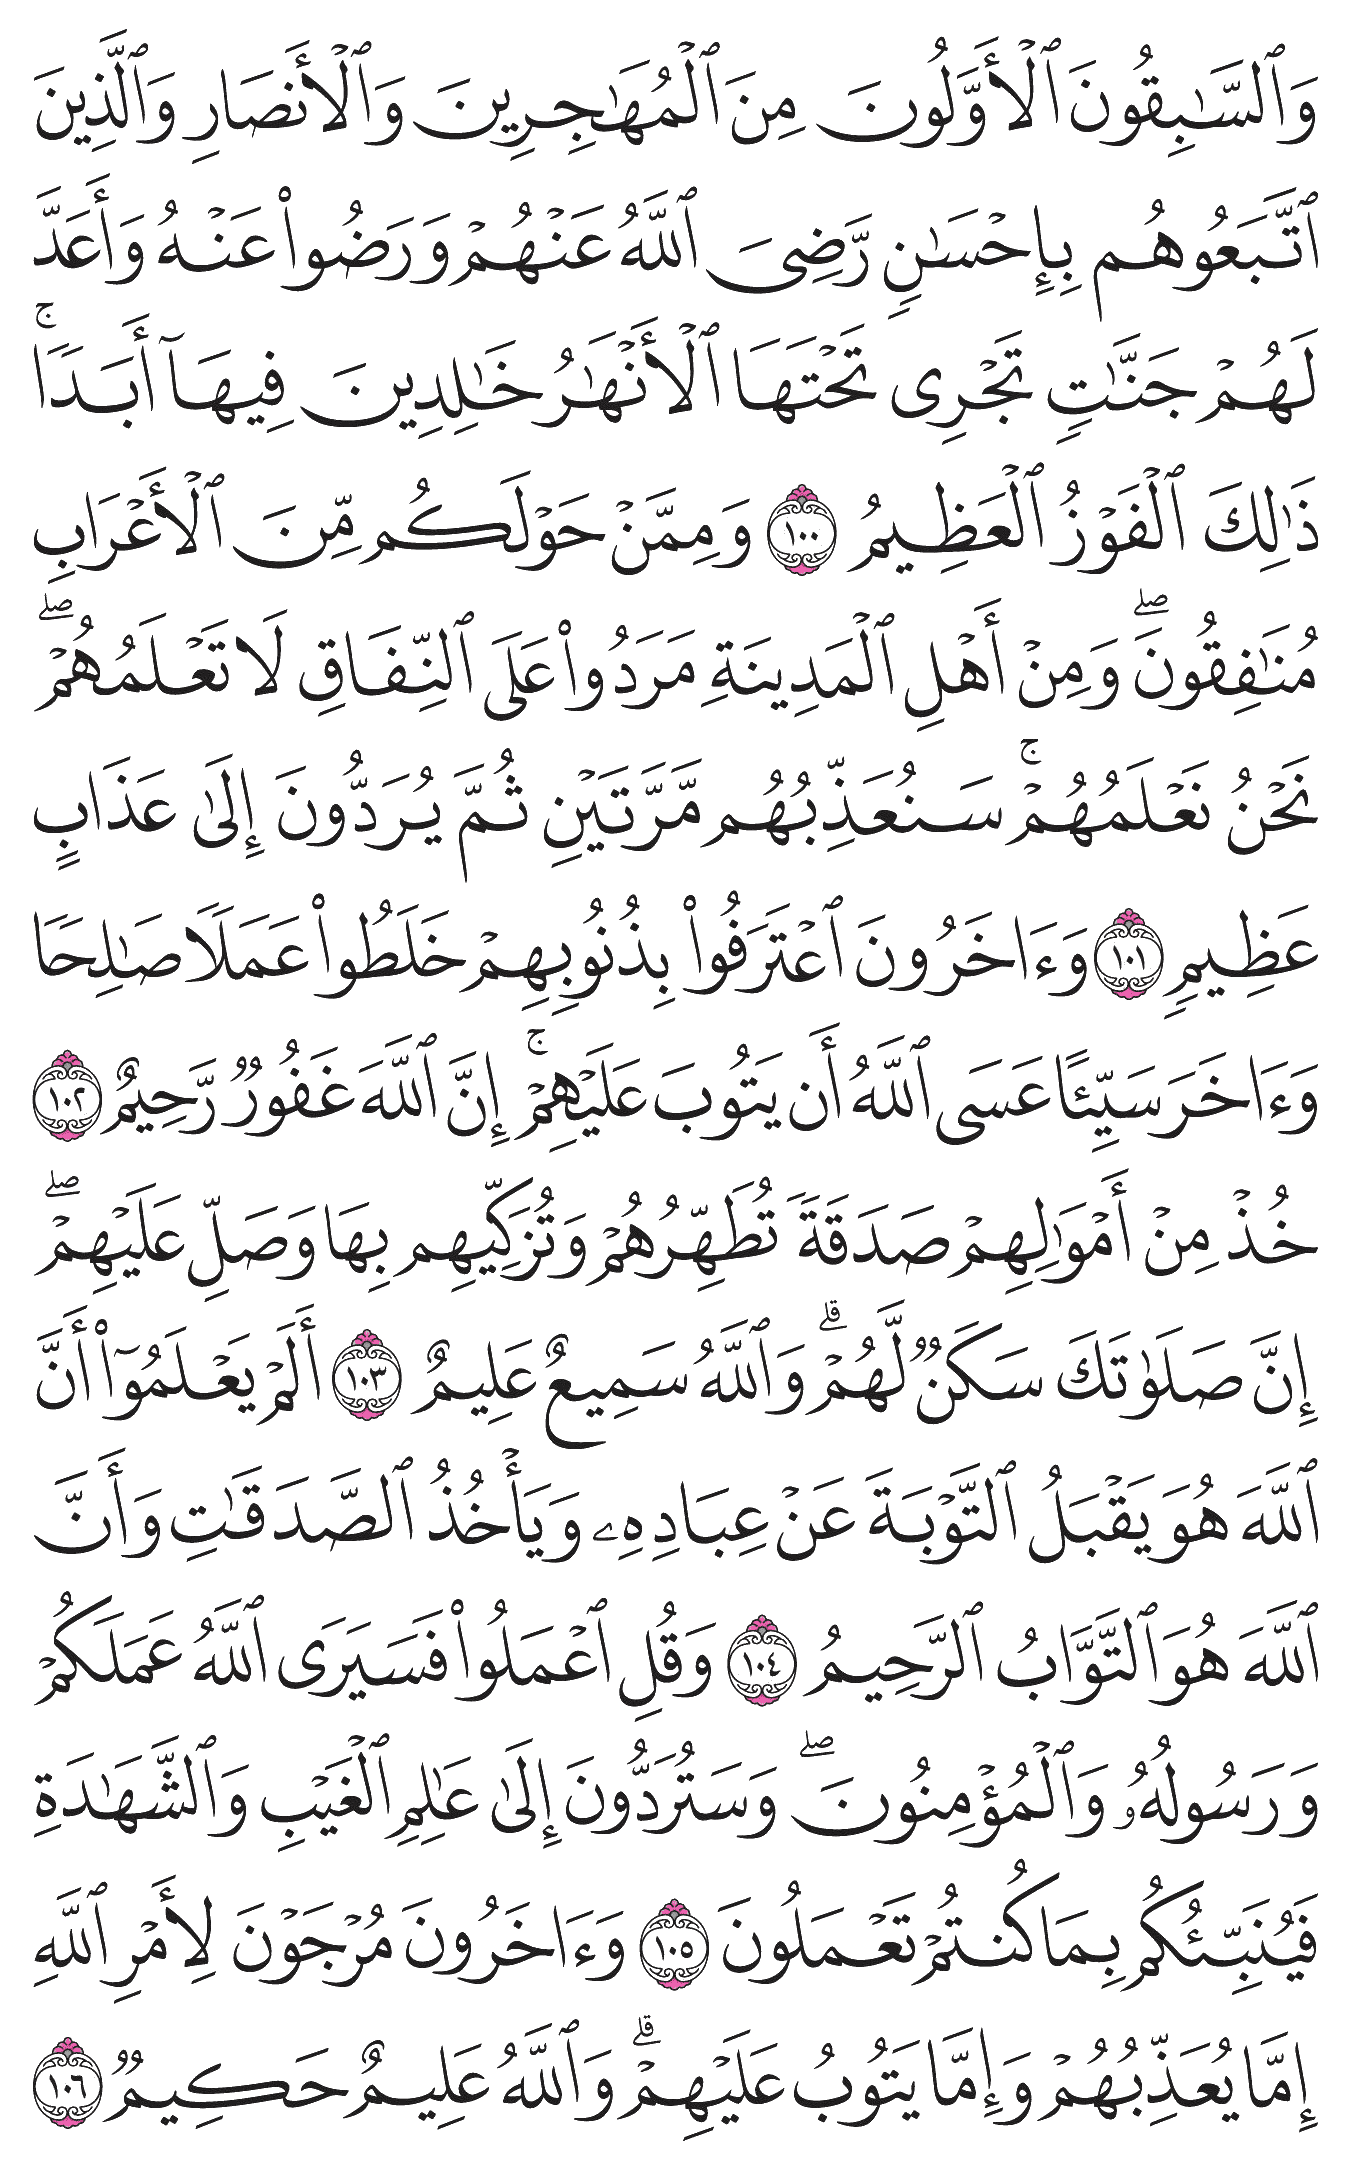 وَٱلسَّٰبِقُونَ ٱلْأَوَّلُونَ مِنَ ٱلْمُهَٰجِرِينَ وَٱلْأَنصَارِ وَٱلَّذِينَ
ٱتَّبَعُوهُم بِإِحْسَٰنٍ رَّضِىَ ٱللَّهُ عَنْهُمْ وَرَضُوا۟ عَنْهُ وَأَعَدَّ
لَهُمْ جَنَّٰتٍ تَجْرِى تَحْتَهَا ٱلْأَنْهَٰرُ خَٰلِدِينَ فِيهَآ أَبَدًا ۚ
ذَٰلِكَ ٱلْفَوْزُ ٱلْعَظِيمُ ١٠٠ وَمِمَّنْ حَوْلَكُم مِّنَ ٱلْأَعْرَابِ
مُنَٰفِقُونَ ۖ وَمِنْ أَهْلِ ٱلْمَدِينَةِ مَرَدُوا۟ عَلَى ٱلنِّفَاقِ لَا تَعْلَمُهُمْ ۖ
نَحْنُ نَعْلَمُهُمْ ۚ سَنُعَذِّبُهُم مَّرَّتَيْنِ ثُمَّ يُرَدُّونَ إِلَىٰ عَذَابٍ
عَظِيمٍ ١٠١ وَءَاخَرُونَ ٱعْتَرَفُوا۟ بِذُنُوبِهِمْ خَلَطُوا۟ عَمَلًا صَٰلِحًا
وَءَاخَرَ سَيِّئًا عَسَى ٱللَّهُ أَن يَتُوبَ عَلَيْهِمْ ۚ إِنَّ ٱللَّهَ غَفُورٌ رَّحِيمٌ ١٠٢
خُذْ مِنْ أَمْوَٰلِهِمْ صَدَقَةً تُطَهِّرُهُمْ وَتُزَكِّيهِم بِهَا وَصَلِّ عَلَيْهِمْ ۖ
إِنَّ صَلَوٰتَكَ سَكَنٌ لَّهُمْ ۗ وَٱللَّهُ سَمِيعٌ عَلِيمٌ ١٠٣ أَلَمْ يَعْلَمُوٓا۟ أَنَّ
ٱللَّهَ هُوَ يَقْبَلُ ٱلتَّوْبَةَ عَنْ عِبَادِهِۦ وَيَأْخُذُ ٱلصَّدَقَٰتِ وَأَنَّ
ٱللَّهَ هُوَ ٱلتَّوَّابُ ٱلرَّحِيمُ ١٠٤ وَقُلِ ٱعْمَلُوا۟ فَسَيَرَى ٱللَّهُ عَمَلَكُمْ
وَرَسُولُهُۥ وَٱلْمُؤْمِنُونَ ۖ وَسَتُرَدُّونَ إِلَىٰ عَٰلِمِ ٱلْغَيْبِ وَٱلشَّهَٰدَةِ
فَيُنَبِّئُكُم بِمَا كُنتُمْ تَعْمَلُونَ ١٠٥ وَءَاخَرُونَ مُرْجَوْنَ لِأَمْرِ ٱللَّهِ
إِمَّا يُعَذِّبُهُمْ وَإِمَّا يَتُوبُ عَلَيْهِمْ ۗ وَٱللَّهُ عَلِيمٌ حَكِيمٌ ١٠٦